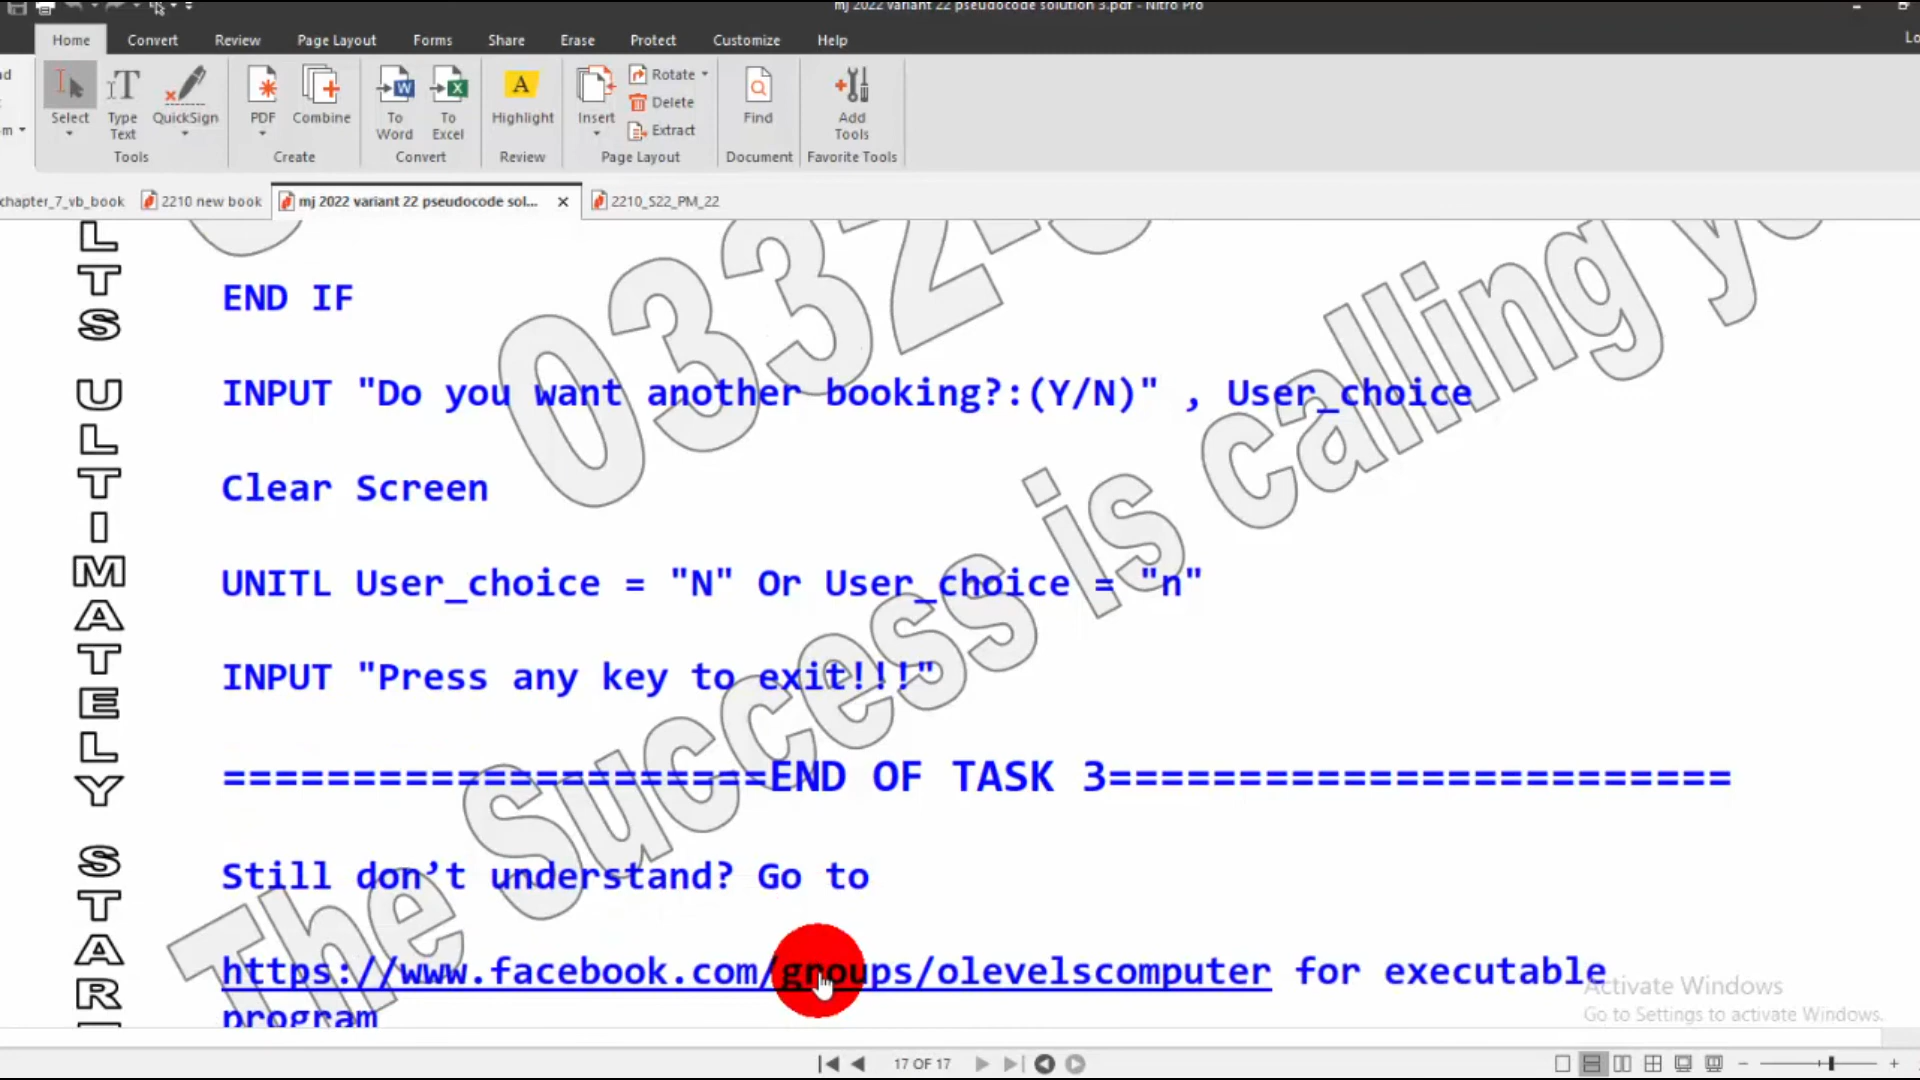 mj 2022 variant 22 pseudocode solution 3.pdf - Nitro Pro
Home Convert Review Page Layout Forms Share Erase Protect Customize Help
Select
Type Text
QuickSign
Tools
PDF
Combine
Create
To Word
To Excel
Convert
Highlight
Review
Insert
Rotate
Delete
Extract
Page Layout
Find
Document
Add Tools
Favorite Tools
chapter_7_vb_book 2210 new book mj 2022 variant 22 pseudocode sol... 2210_S22_PM_22
END IF
INPUT "Do you want another booking?:(Y/N)" , User_choice
Clear Screen
UNITL User_choice = "N" Or User_choice = "n"
INPUT "Press any key to exit!!!"
=====================END OF TASK 3========================
Still don’t understand? Go to
https://www.facebook.com/groups/olevelscomputer for executable
program
LTS ULTIMATELY STAR
0332
The Success is calling y
Activate Windows
Go to Settings to activate Windows.
17 OF 17